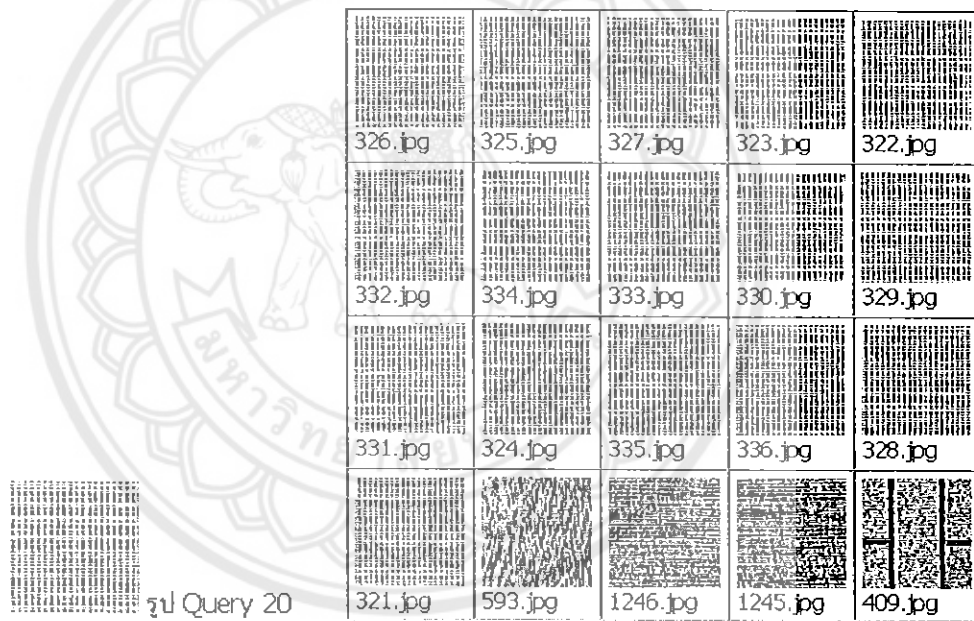 326.jpg 325.jpg 327.jpg 323.jpg 322.jpg
332.jpg 334.jpg 333.jpg 330.jpg 329.jpg
331.jpg 324.jpg 335.jpg 336.jpg 328.jpg
321.jpg 593.jpg 1246.jpg 1245.jpg 409.jpg
รูป Query 20